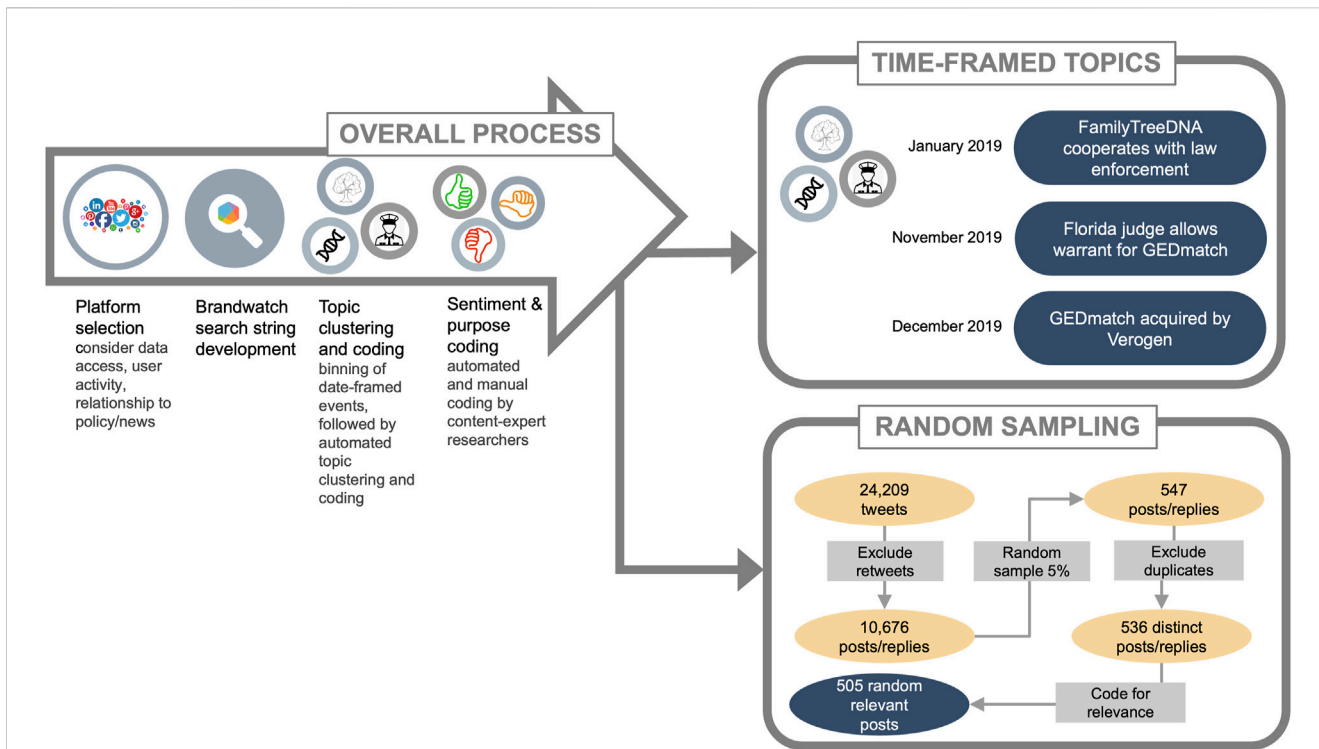 OVERALL PROCESS
Platform
selection
consider data
access, user
activity,
relationship to
policy/news
Brandwatch
search string
development
Topic
clustering
and coding
binning of
date-framed
events,
followed by
automated
topic
clustering and
coding
Sentiment &
purpose
coding
automated
and manual
coding by
content-expert
researchers
TIME-FRAMED TOPICS
January 2019
FamilyTreeDNA
cooperates with law
enforcement
November 2019
Florida judge allows
warrant for GEDmatch
December 2019
GEDmatch acquired by
Verogen
RANDOM SAMPLING
24,209
tweets
Exclude
retweets
10,676
posts/replies
Random
sample 5%
547
posts/replies
Exclude
duplicates
536 distinct
posts/replies
Code for
relevance
505 random
relevant
posts